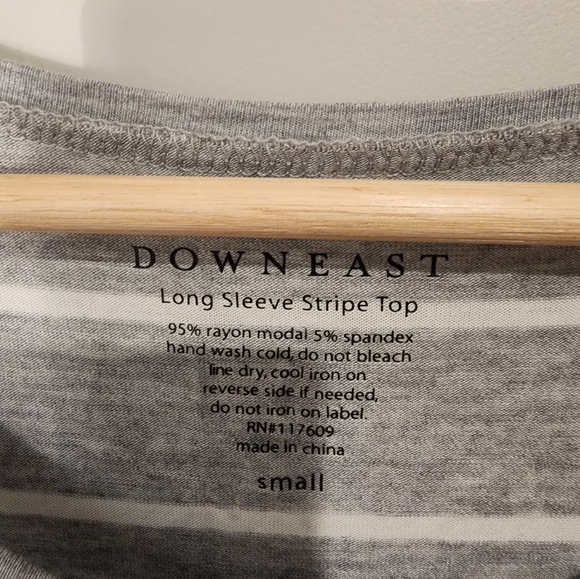 DOWNEAST
Long Sleeve Stripe Top
95% rayon modal 5% spandex
hand wash cold, do not bleach
line dry, cool iron on
reverse side if needed,
do not iron on label.
RN#117609
made in china
small